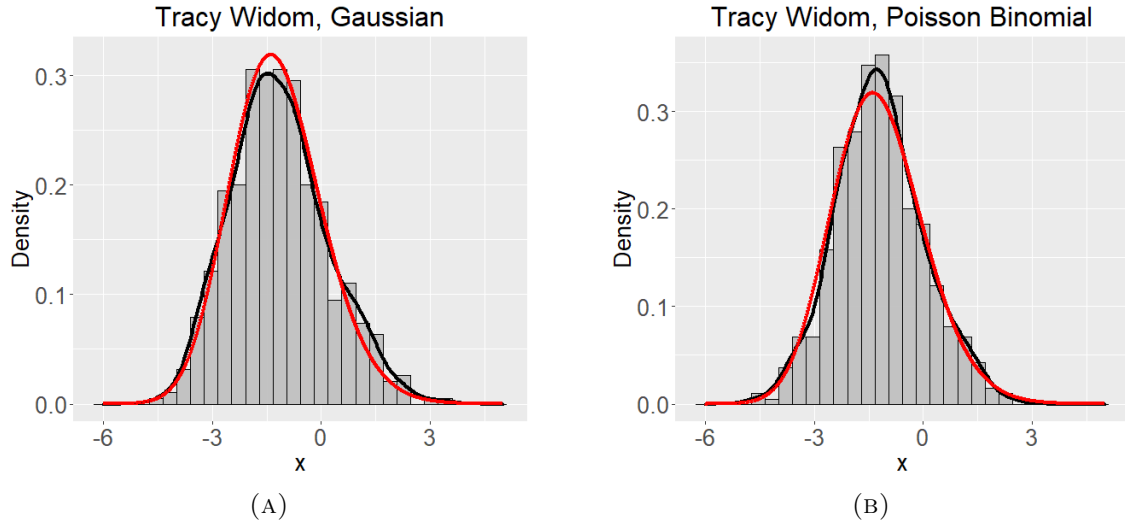 Tracy Widom, Gaussian
Density
0.3
0.2
0.1
0.0
-6
-3
0
3
x
(A)
Tracy Widom, Poisson Binomial
Density
0.3
0.2
0.1
0.0
-6
-3
0
3
x
(B)